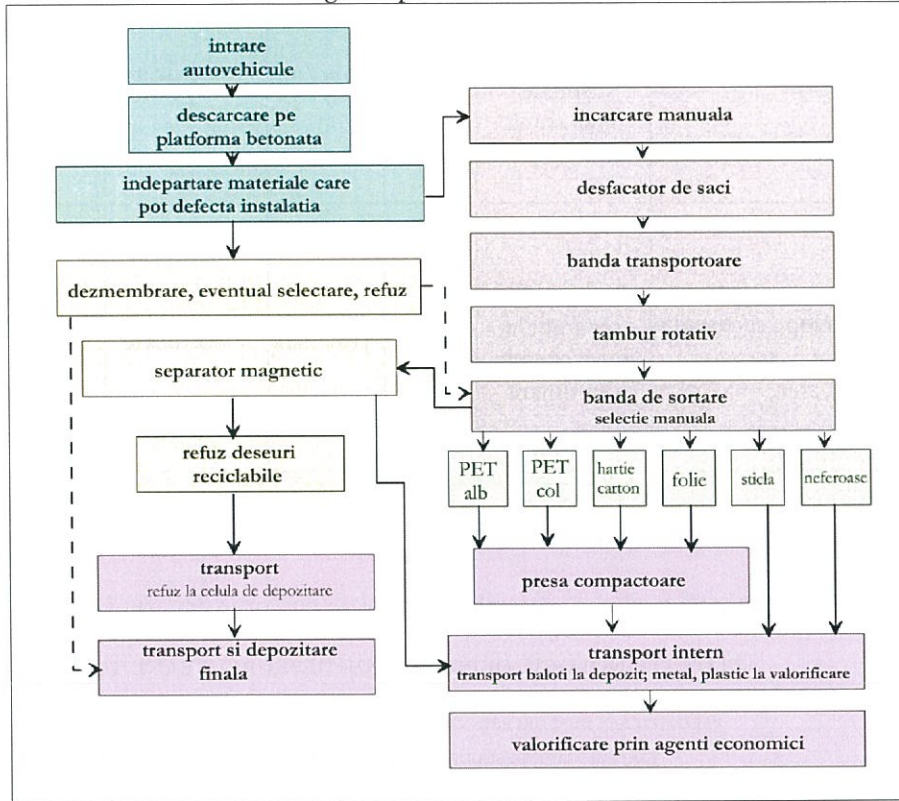 intrare
autovehicule
descarcare pe
platforma betonata
indepartare materiale care
pot defecta instalatia
dezmembrare, eventual selectare, refuz
separator magnetic
refuz deseuri
reciclabile
transport
refuz la celula de depozitare
transport si depozitare
finala
incarcare manuala
desfacator de saci
banda transportoare
tambur rotativ
banda de sortare
selectie manuala
PET
alb
PET
col
hartie
carton
folie
sticla
neferoase
presa compactoare
transport intern
transport baloti la depozit; metal, plastic la valorificare
valorificare prin agenti economici